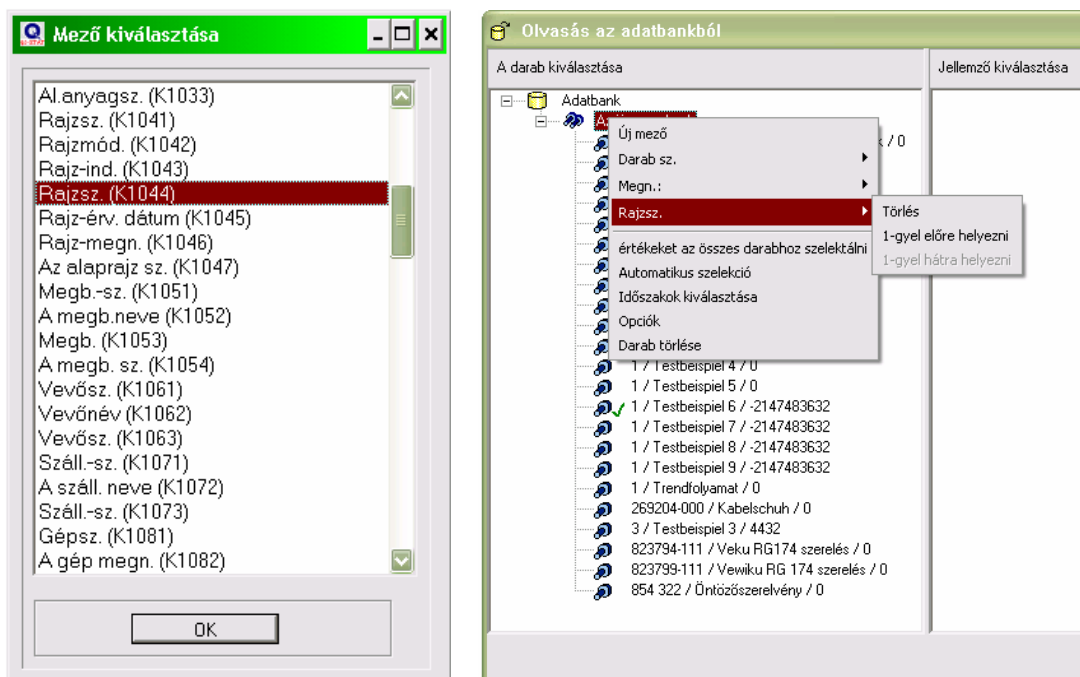 Mező kiválasztása
Al.anyagsz. (K1033)
Rajzsz. (K1041)
Rajzmód. (K1042)
Rajz-ind. (K1043)
Rajzsz. (K1044)
Rajz-érv. dátum (K1045)
Rajz-megn. (K1046)
Az alaprajz sz. (K1047)
Megb.-sz. (K1051)
A megb.neve (K1052)
Megb. (K1053)
A megb. sz. (K1054)
Vevősz. (K1061)
Vevőnév (K1062)
Vevősz. (K1063)
Száll.-sz. (K1071)
A száll. neve (K1072)
Száll.-sz. (K1073)
Gépsz. (K1081)
A gép megn. (K1082)
OK
Olvasás az adatbankból
A darab kiválasztása
Jellemző kiválasztása
Adatbank
/ 0
Új mező
Darab sz.
Megn.:
Rajzsz.
értékeket az összes darabhoz szelektálni
Automatikus szelekció
Időszakok kiválasztása
Opciók
Darab törlése
Törlés
1-gyel előre helyezni
1-gyel hátra helyezni
1 / Testbeispiel 4 / 0
1 / Testbeispiel 5 / 0
1 / Testbeispiel 6 / -2147483632
1 / Testbeispiel 7 / -2147483632
1 / Testbeispiel 8 / -2147483632
1 / Testbeispiel 9 / -2147483632
1 / Trendfolyamat / 0
269204-000 / Kabelschuh / 0
3 / Testbeispiel 3 / 4432
823794-111 / Veku RG174 szerelés / 0
823799-111 / Vewiku RG 174 szerelés / 0
854 322 / Öntözőszerelvény / 0